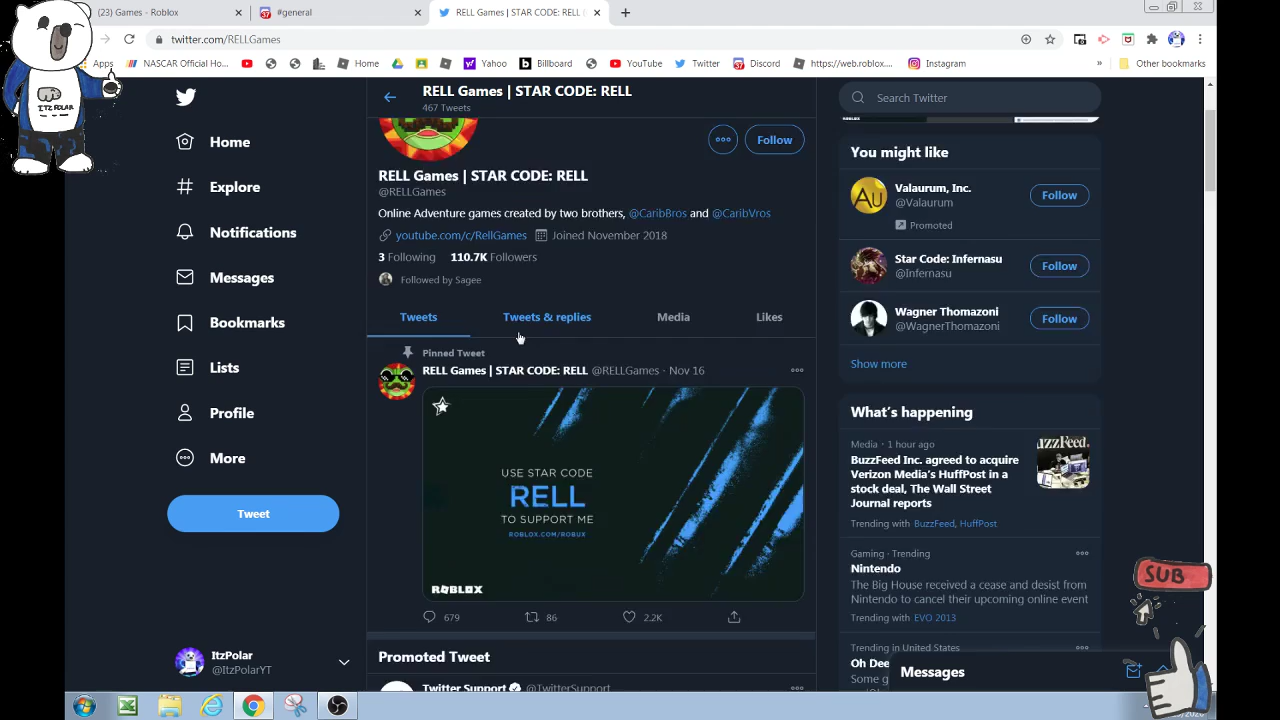 (23) Games - Roblox
#general
RELL Games | STAR CODE: RELL (
twitter.com/RELLGames
Apps
NASCAR Official Ho...
Home
Yahoo
Billboard
YouTube
Twitter
Discord
https://web.roblox....
Instagram
Other bookmarks
ITZ POLAR
RELL Games | STAR CODE: RELL
467 Tweets
Search Twitter
Home
Explore
Notifications
Messages
Bookmarks
Lists
Profile
More
Tweet
ItzPolar
@ItzPolarYT
Follow
RELL Games | STAR CODE: RELL
@RELLGames
Online Adventure games created by two brothers, @CaribBros and @CaribVros
youtube.com/c/RellGames Joined November 2018
3 Following 110.7K Followers
Followed by Sagee
Tweets
Tweets & replies
Media
Likes
Pinned Tweet
RELL Games | STAR CODE: RELL @RELLGames · Nov 16
USE STAR CODE
RELL
TO SUPPORT ME
ROBLOX.COM/ROBUX
ROBLOX
679
86
2.2K
Promoted Tweet
Twitter Support @TwitterSupport
You might like
AU
Valaurum, Inc.
@Valaurum
Promoted
Follow
Star Code: Infernasu
@Infernasu
Follow
Wagner Thomazoni
@WagnerThomazoni
Follow
Show more
What's happening
Media · 1 hour ago
BuzzFeed Inc. agreed to acquire
Verizon Media's HuffPost in a
stock deal, The Wall Street
Journal reports
Trending with BuzzFeed, HuffPost
Gaming · Trending
Nintendo
The Big House received a cease and desist from
Nintendo to cancel their upcoming online event
Trending with EVO 2013
Trending in United States
Oh Dee
Some g
Messages
SUB